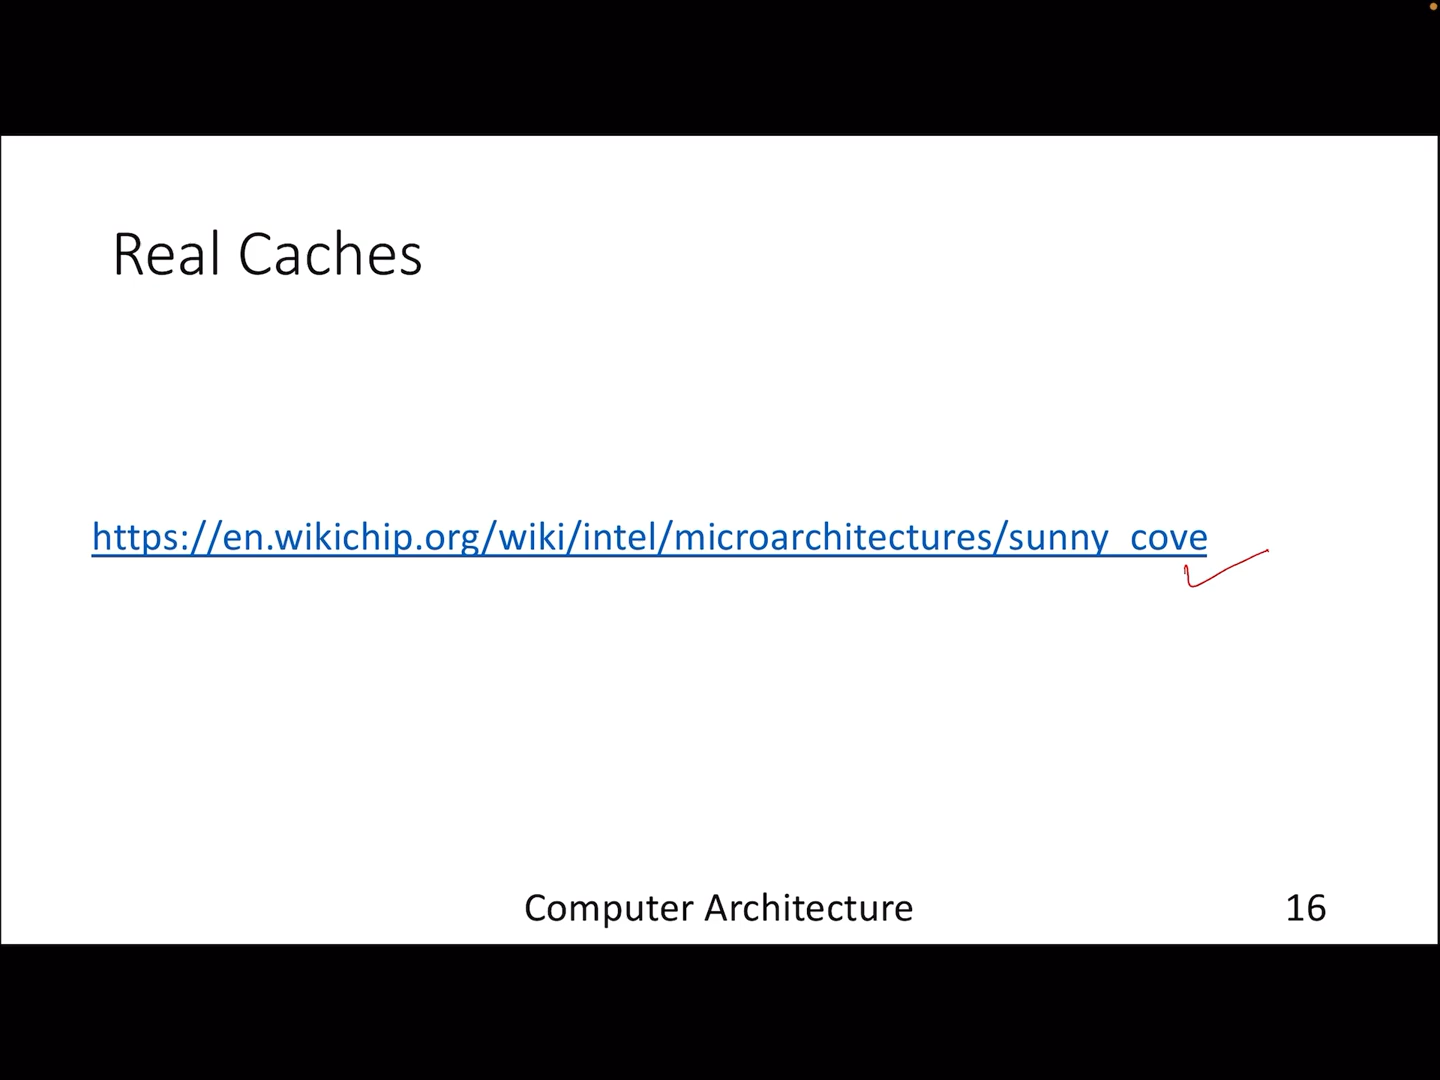 Real Caches
https://en.wikichip.org/wiki/intel/microarchitectures/sunny_cove
Computer Architecture
16